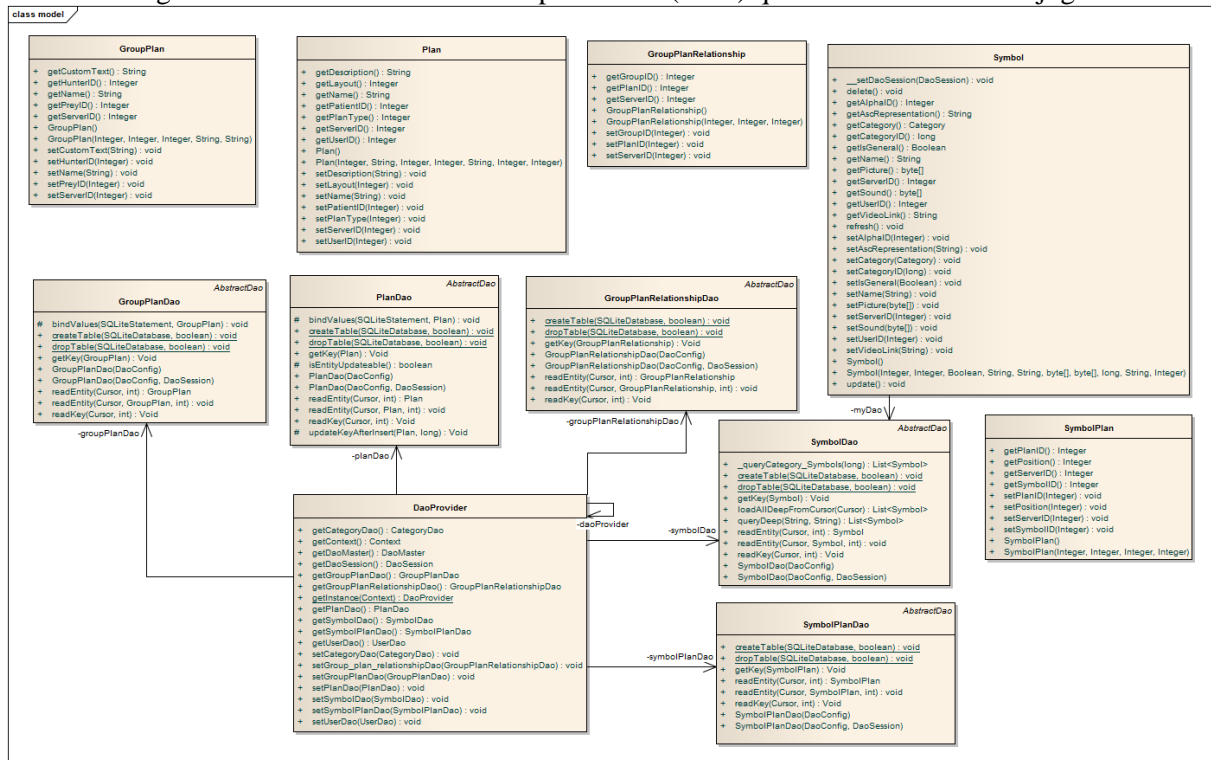 class model
GroupPlan
+ getCustomText() : String
+ getHunterID() : Integer
+ getName() : String
+ getPreyID() : Integer
+ getServerID() : Integer
+ GroupPlan()
+ GroupPlan(Integer, Integer, Integer, String, String)
+ setCustomText(String) : void
+ setHunterID(Integer) : void
+ setName(String) : void
+ setPreyID(Integer) : void
+ setServerID(Integer) : void
Plan
+ getDescription() : String
+ getLayout() : Integer
+ getName() : String
+ getPatientID() : Integer
+ getPlanType() : Integer
+ getServerID() : Integer
+ getUserID() : Integer
+ Plan()
+ Plan(Integer, String, Integer, Integer, String, Integer, Integer)
+ setDescription(String) : void
+ setLayout(Integer) : void
+ setName(String) : void
+ setPatientID(Integer) : void
+ setPlanType(Integer) : void
+ setServerID(Integer) : void
+ setUserID(Integer) : void
GroupPlanRelationship
+ getGroupID() : Integer
+ getPlanID() : Integer
+ getServerID() : Integer
+ GroupPlanRelationship()
+ GroupPlanRelationship(Integer, Integer, Integer)
+ setGroupID(Integer) : void
+ setPlanID(Integer) : void
+ setServerID(Integer) : void
Symbol
+ __setDaoSession(DaoSession) : void
+ delete() : void
+ getAlphaID() : Integer
+ getAscRepresentation() : String
+ getCategory() : Category
+ getCategoryID() : long
+ getIsGeneral() : Boolean
+ getName() : String
+ getPicture() : byte[]
+ getServerID() : Integer
+ getSound() : byte[]
+ getUserID() : Integer
+ getVideoLink() : String
+ refresh() : void
+ setAlphaID(Integer) : void
+ setAscRepresentation(String) : void
+ setCategory(Category) : void
+ setCategoryID(long) : void
+ setIsGeneral(Boolean) : void
+ setName(String) : void
+ setPicture(byte[]) : void
+ setServerID(Integer) : void
+ setSound(byte[]) : void
+ setUserID(Integer) : void
+ setVideoLink(String) : void
+ Symbol()
+ Symbol(Integer, Integer, Boolean, String, String, byte[], byte[], long, String, Integer)
+ update() : void
AbstractDao
GroupPlanDao
# bindValues(SQLiteStatement, GroupPlan) : void
+ createTable(SQLiteDatabase, boolean) : void
+ dropTable(SQLiteDatabase, boolean) : void
+ getKey(GroupPlan) : Void
+ GroupPlanDao(DaoConfig)
+ GroupPlanDao(DaoConfig, DaoSession)
+ readEntity(Cursor, int) : GroupPlan
+ readEntity(Cursor, GroupPlan, int) : void
+ readKey(Cursor, int) : Void
-groupPlanDao
AbstractDao
PlanDao
# bindValues(SQLiteStatement, Plan) : void
+ createTable(SQLiteDatabase, boolean) : void
+ dropTable(SQLiteDatabase, boolean) : void
+ getKey(Plan) : Void
# isEntityUpdateable() : boolean
+ PlanDao(DaoConfig)
+ PlanDao(DaoConfig, DaoSession)
+ readEntity(Cursor, int) : Plan
+ readEntity(Cursor, Plan, int) : void
+ readKey(Cursor, int) : Void
# updateKeyAfterInsert(Plan, long) : Void
-planDao
AbstractDao
GroupPlanRelationshipDao
+ createTable(SQLiteDatabase, boolean) : void
+ dropTable(SQLiteDatabase, boolean) : void
+ getKey(GroupPlanRelationship) : Void
+ GroupPlanRelationshipDao(DaoConfig)
+ GroupPlanRelationshipDao(DaoConfig, DaoSession)
+ readEntity(Cursor, int) : GroupPlanRelationship
+ readEntity(Cursor, GroupPlanRelationship, int) : void
+ readKey(Cursor, int) : Void
-groupPlanRelationshipDao
-myDao
AbstractDao
SymbolDao
+ _queryCategory_Symbols(long) : List<Symbol>
+ createTable(SQLiteDatabase, boolean) : void
+ dropTable(SQLiteDatabase, boolean) : void
+ getKey(Symbol) : Void
+ loadAllDeepFromCursor(Cursor) : List<Symbol>
+ queryDeep(String, String) : List<Symbol>
+ readEntity(Cursor, int) : Symbol
+ readEntity(Cursor, Symbol, int) : void
+ readKey(Cursor, int) : Void
+ SymbolDao(DaoConfig)
+ SymbolDao(DaoConfig, DaoSession)
SymbolPlan
+ getPlanID() : Integer
+ getPosition() : Integer
+ getServerID() : Integer
+ getSymbolID() : Integer
+ setPlanID(Integer) : void
+ setPosition(Integer) : void
+ setServerID(Integer) : void
+ setSymbolID(Integer) : void
+ SymbolPlan()
+ SymbolPlan(Integer, Integer, Integer, Integer)
DaoProvider
+ getCategoryDao() : CategoryDao
+ getContext() : Context
+ getDaoMaster() : DaoMaster
+ getDaoSession() : DaoSession
+ getGroupPlanDao() : GroupPlanDao
+ getGroupPlanRelationshipDao() : GroupPlanRelationshipDao
+ getInstance(Context) : DaoProvider
+ getPlanDao() : PlanDao
+ getSymbolDao() : SymbolDao
+ getSymbolPlanDao() : SymbolPlanDao
+ getUserDao() : UserDao
+ setCategoryDao(CategoryDao) : void
+ setGroup_plan_relationshipDao(GroupPlanRelationshipDao) : void
+ setGroupPlanDao(GroupPlanDao) : void
+ setPlanDao(PlanDao) : void
+ setSymbolDao(SymbolDao) : void
+ setSymbolPlanDao(SymbolPlanDao) : void
+ setUserDao(UserDao) : void
-daoProvider
-symbolDao
-symbolPlanDao
AbstractDao
SymbolPlanDao
+ createTable(SQLiteDatabase, boolean) : void
+ dropTable(SQLiteDatabase, boolean) : void
+ getKey(SymbolPlan) : Void
+ readEntity(Cursor, int) : SymbolPlan
+ readEntity(Cursor, SymbolPlan, int) : void
+ readKey(Cursor, int) : Void
+ SymbolPlanDao(DaoConfig)
+ SymbolPlanDao(DaoConfig, DaoSession)